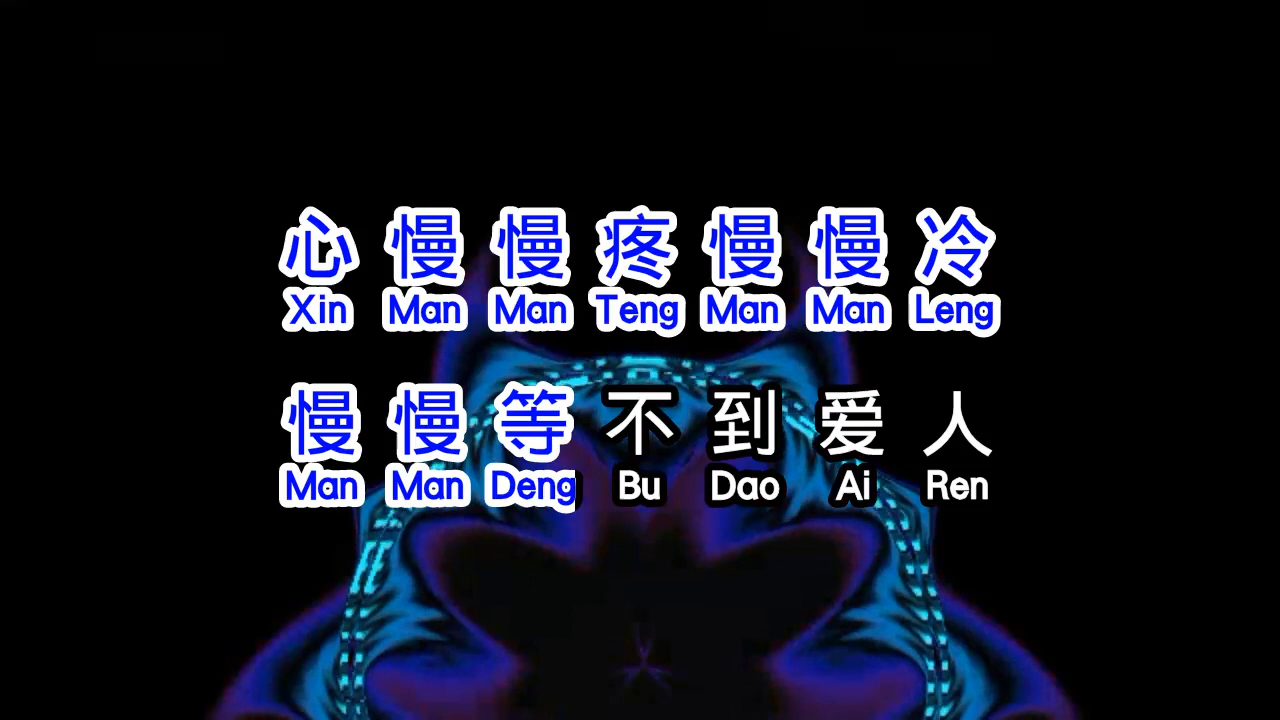 心 慢 慢 疼 慢 慢 冷
Xin Man Man Teng Man Man Leng
慢 慢 等 不 到 爱 人
Man Man Deng Bu Dao Ai Ren